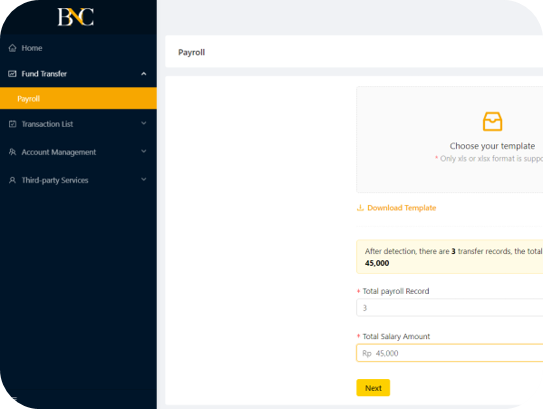 BNC
Home
Fund Transfer
Payroll
Transaction List
Account Management
Third-party Services
Payroll
Choose your template
* Only xls or xlsx format is suppo
Download Template
After detection, there are 3 transfer records, the total
45,000
* Total payroll Record
3
* Total Salary Amount
Rp 45,000
Next